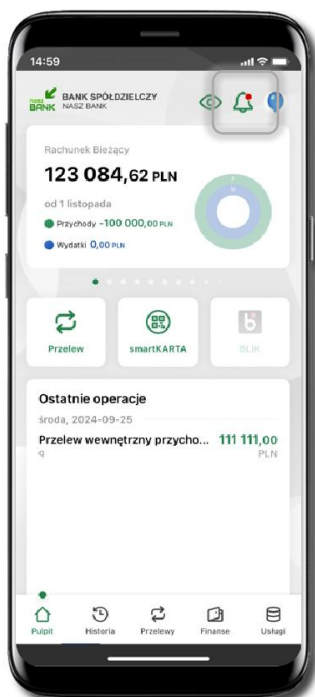 14:59
nasz
BANK
BANK SPÓŁDZIELCZY
NASZ BANK
Rachunek Bieżący
123 084,62 PLN
od 1 listopada
Przychody -100 000,00 PLN
Wydatki 0,00 PLN
Przelew
smartKARTA
BLIK
Ostatnie operacje
środa, 2024-09-25
Przelew wewnętrzny przycho... 111 111,00
q PLN
Pulpit Historia Przelewy Finanse Usługi